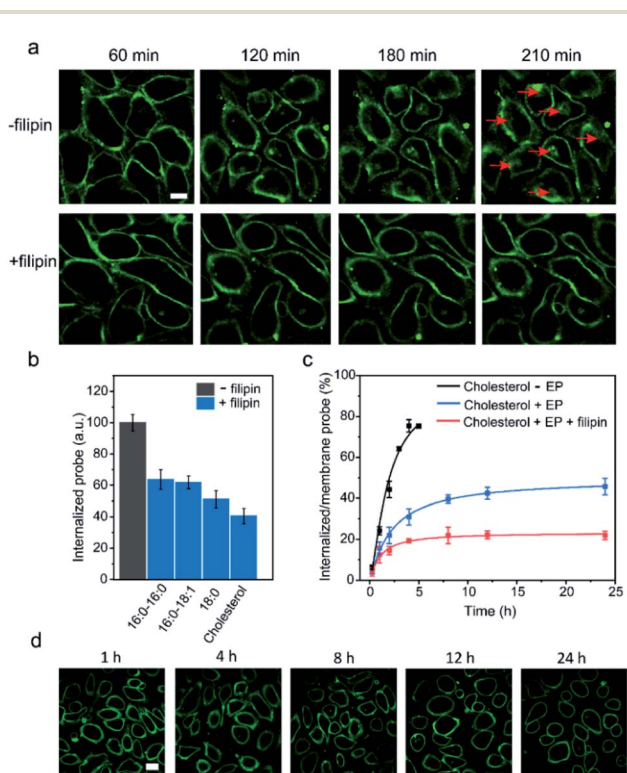 a
60 min 120 min 180 min 210 min
-filipin
+filipin
b
Internalized probe (a.u.)
120
100
80
60
40
20
0
- filipin
+ filipin
16:0-16:0 16:0-18:1 18:0 Cholesterol
c
Internalized/membrane probe (%)
100
80
60
40
20
0
Cholesterol - EP
Cholesterol + EP
Cholesterol + EP + filipin
0 5 10 15 20 25
Time (h)
d
1 h 4 h 8 h 12 h 24 h